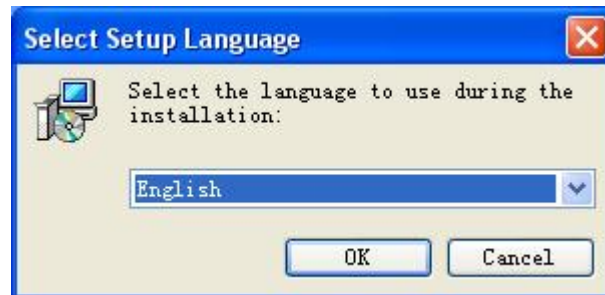 Select Setup Language
Select the language to use during the
installation:
English
OK
Cancel